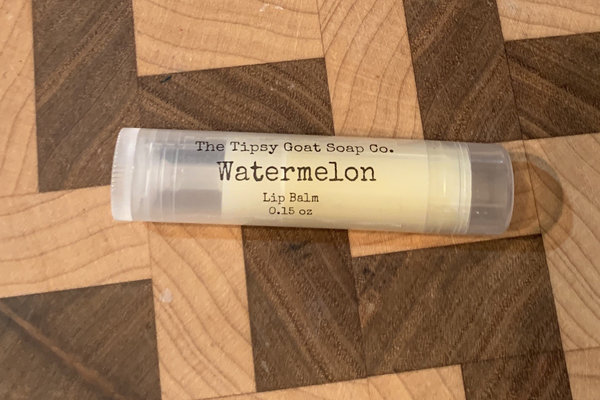 The Tipsy Goat Soap Co.
Watermelon
Lip Balm
0.15 oz